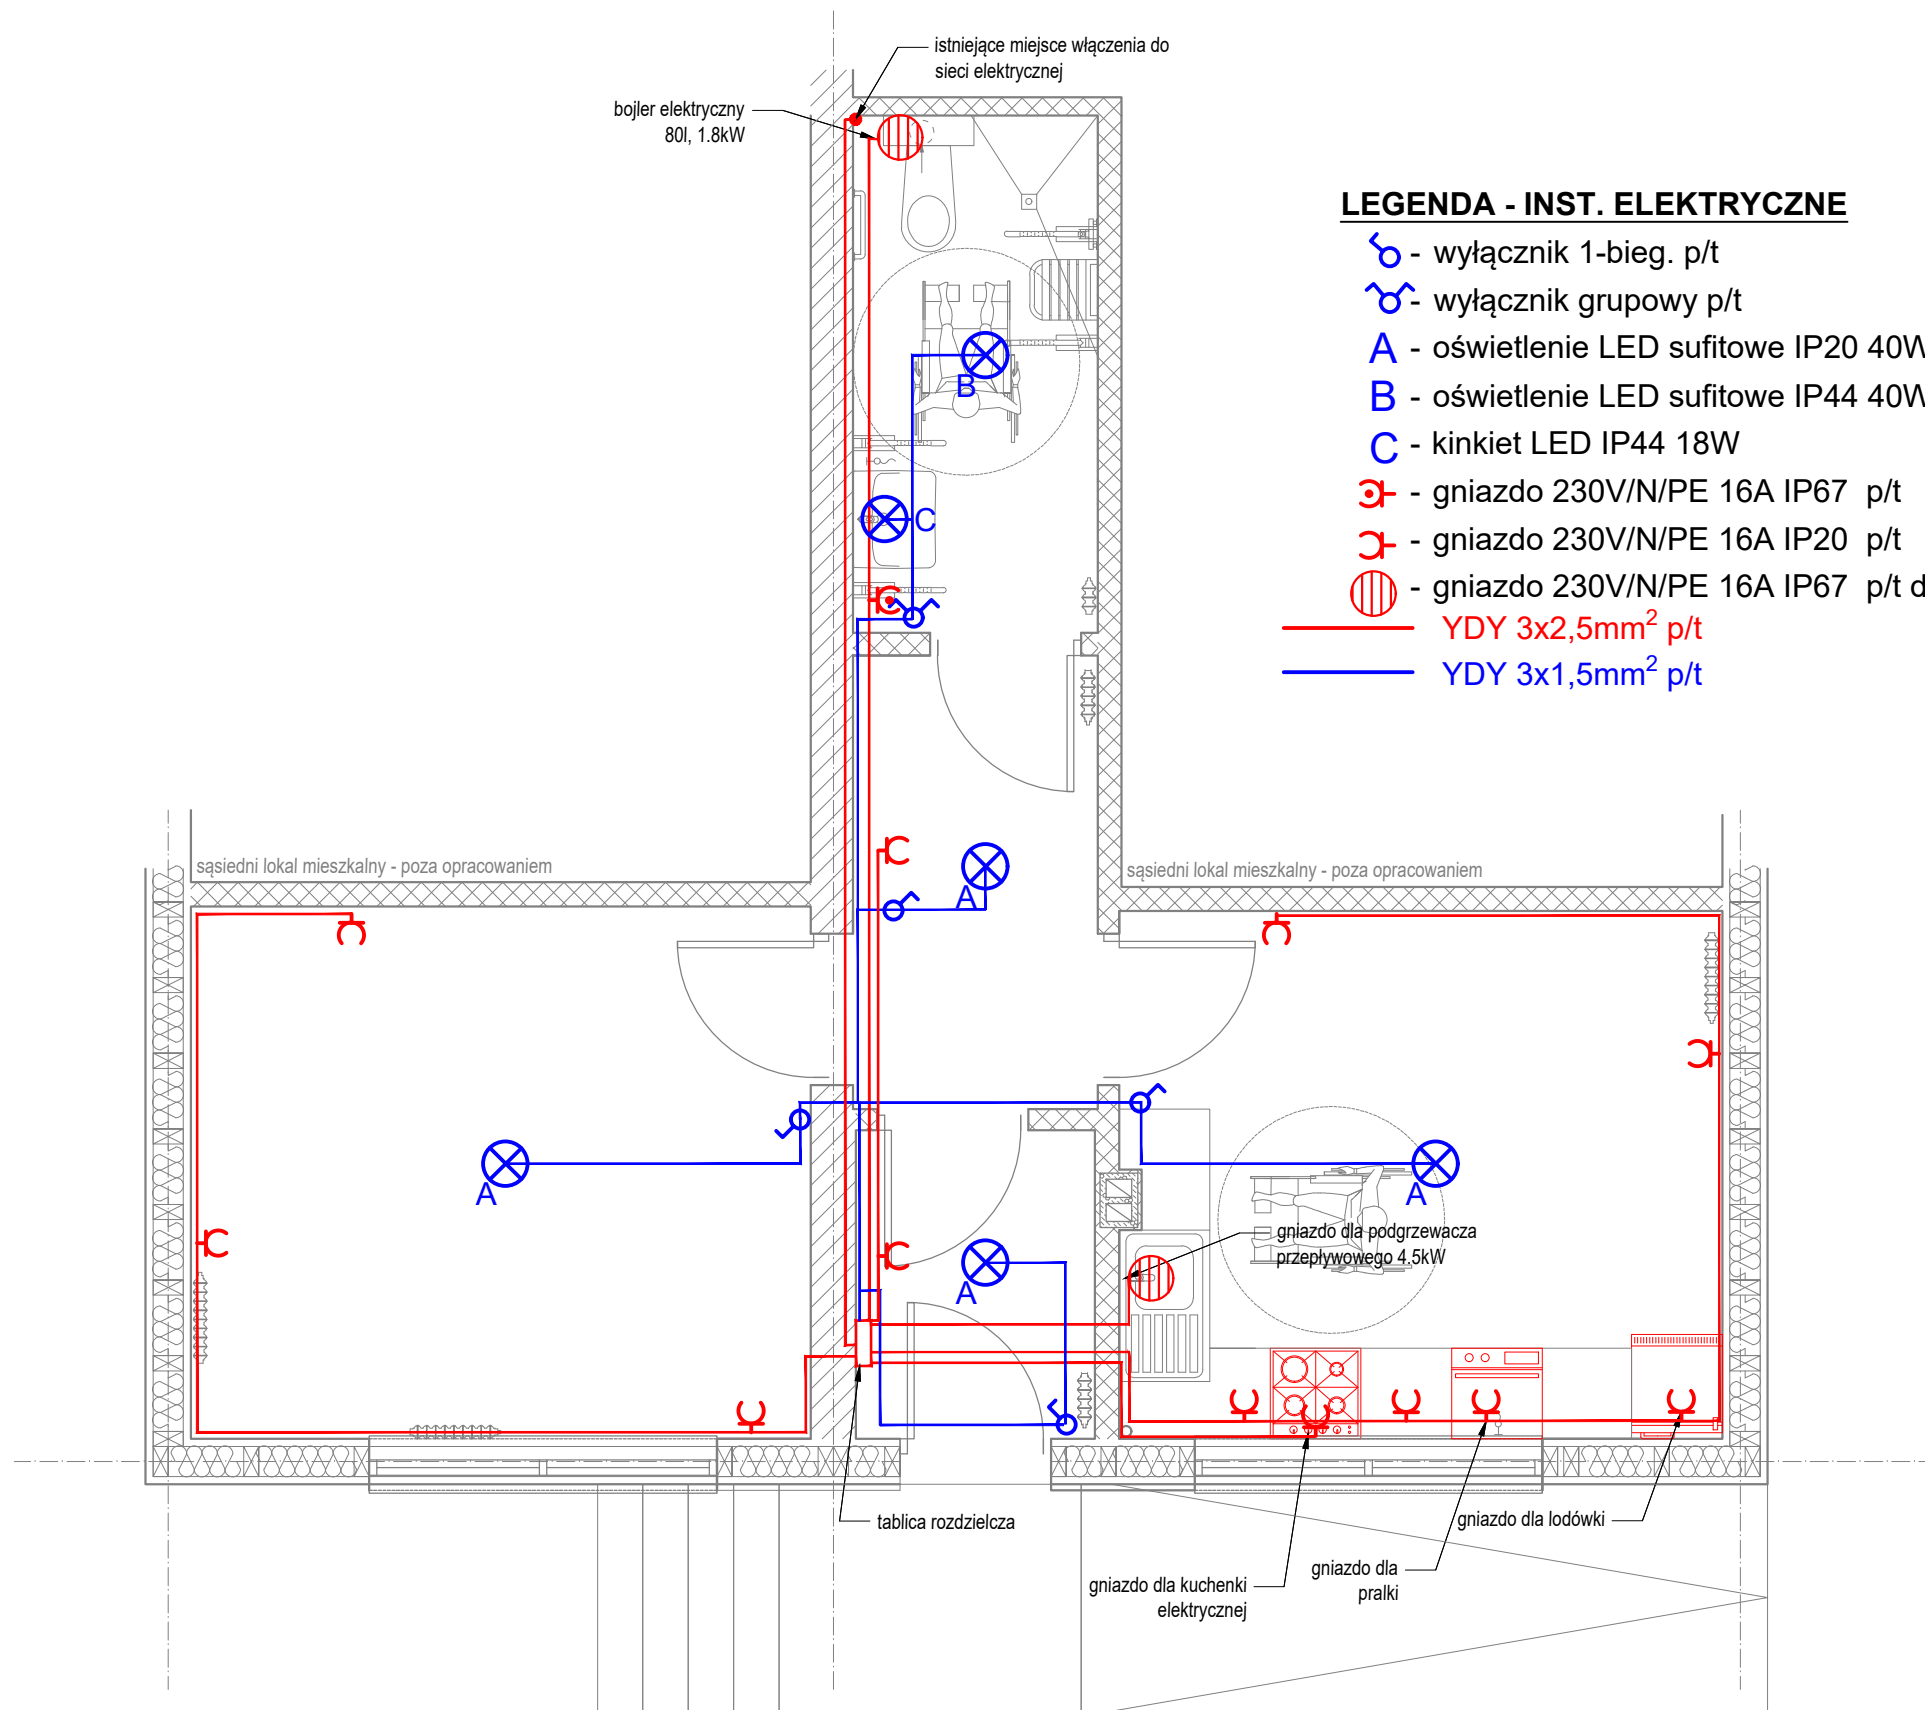 istniejące miejsce włączenia do
sieci elektrycznej
bojler elektryczny
80l, 1.8kW
LEGENDA - INST. ELEKTRYCZNE
- wyłącznik 1-bieg. p/t
- wyłącznik grupowy p/t
A - oświetlenie LED sufitowe IP20 40W
B - oświetlenie LED sufitowe IP44 40W
C - kinkiet LED IP44 18W
- gniazdo 230V/N/PE 16A IP67 p/t
- gniazdo 230V/N/PE 16A IP20 p/t
- gniazdo 230V/N/PE 16A IP67 p/t d
YDY 3x2,5mm² p/t
YDY 3x1,5mm² p/t
B
C
sąsiedni lokal mieszkalny - poza opracowaniem
sąsiedni lokal mieszkalny - poza opracowaniem
A
A
A
gniazdo dla podgrzewacza
przepływowego 4.5kW
A
tablica rozdzielcza
gniazdo dla lodówki
gniazdo dla
pralki
gniazdo dla kuchenki
elektrycznej